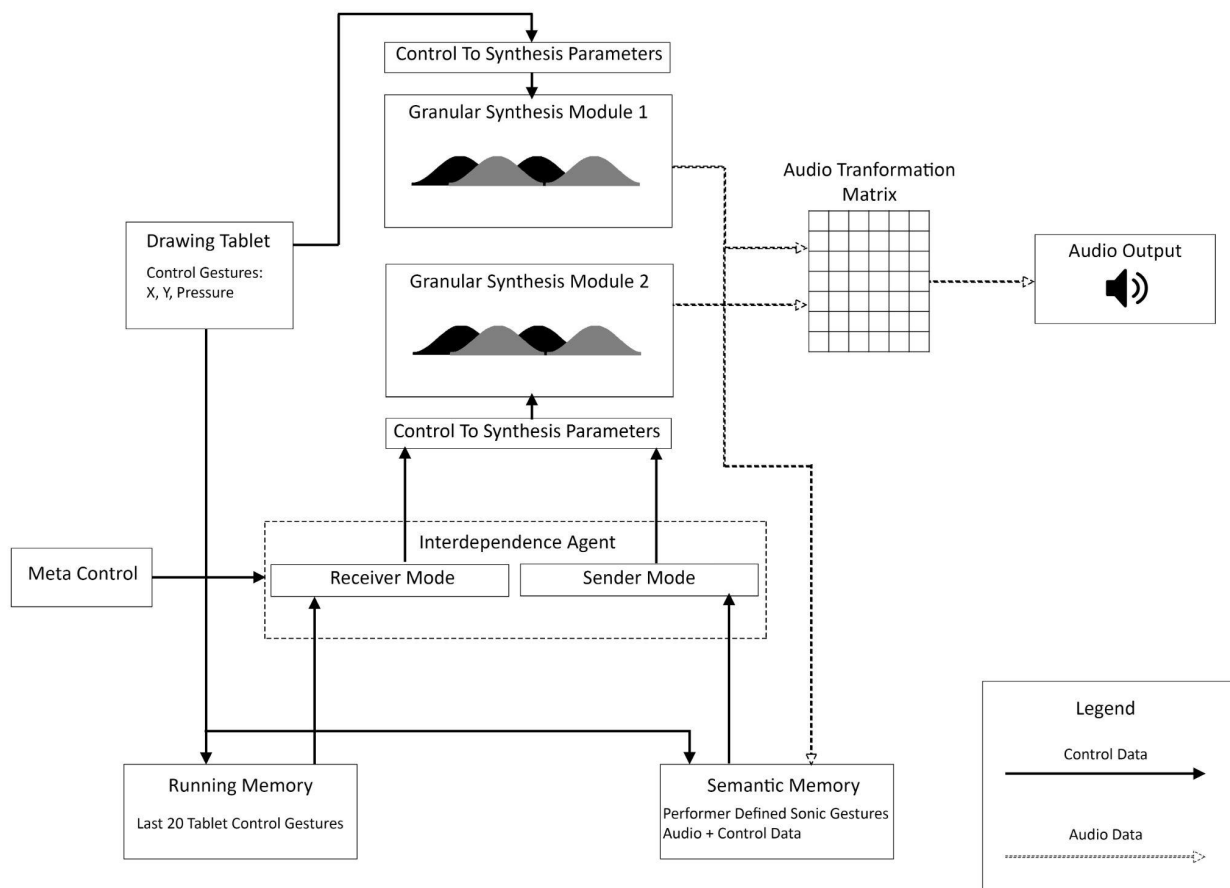 Control To Synthesis Parameters
Granular Synthesis Module 1
Audio Tranformation
Matrix
Drawing Tablet
Control Gestures:
X, Y, Pressure
Audio Output
Granular Synthesis Module 2
Control To Synthesis Parameters
Interdependence Agent
Meta Control
Receiver Mode
Sender Mode
Running Memory
Last 20 Tablet Control Gestures
Semantic Memory
Performer Defined Sonic Gestures
Audio + Control Data
Legend
Control Data
Audio Data